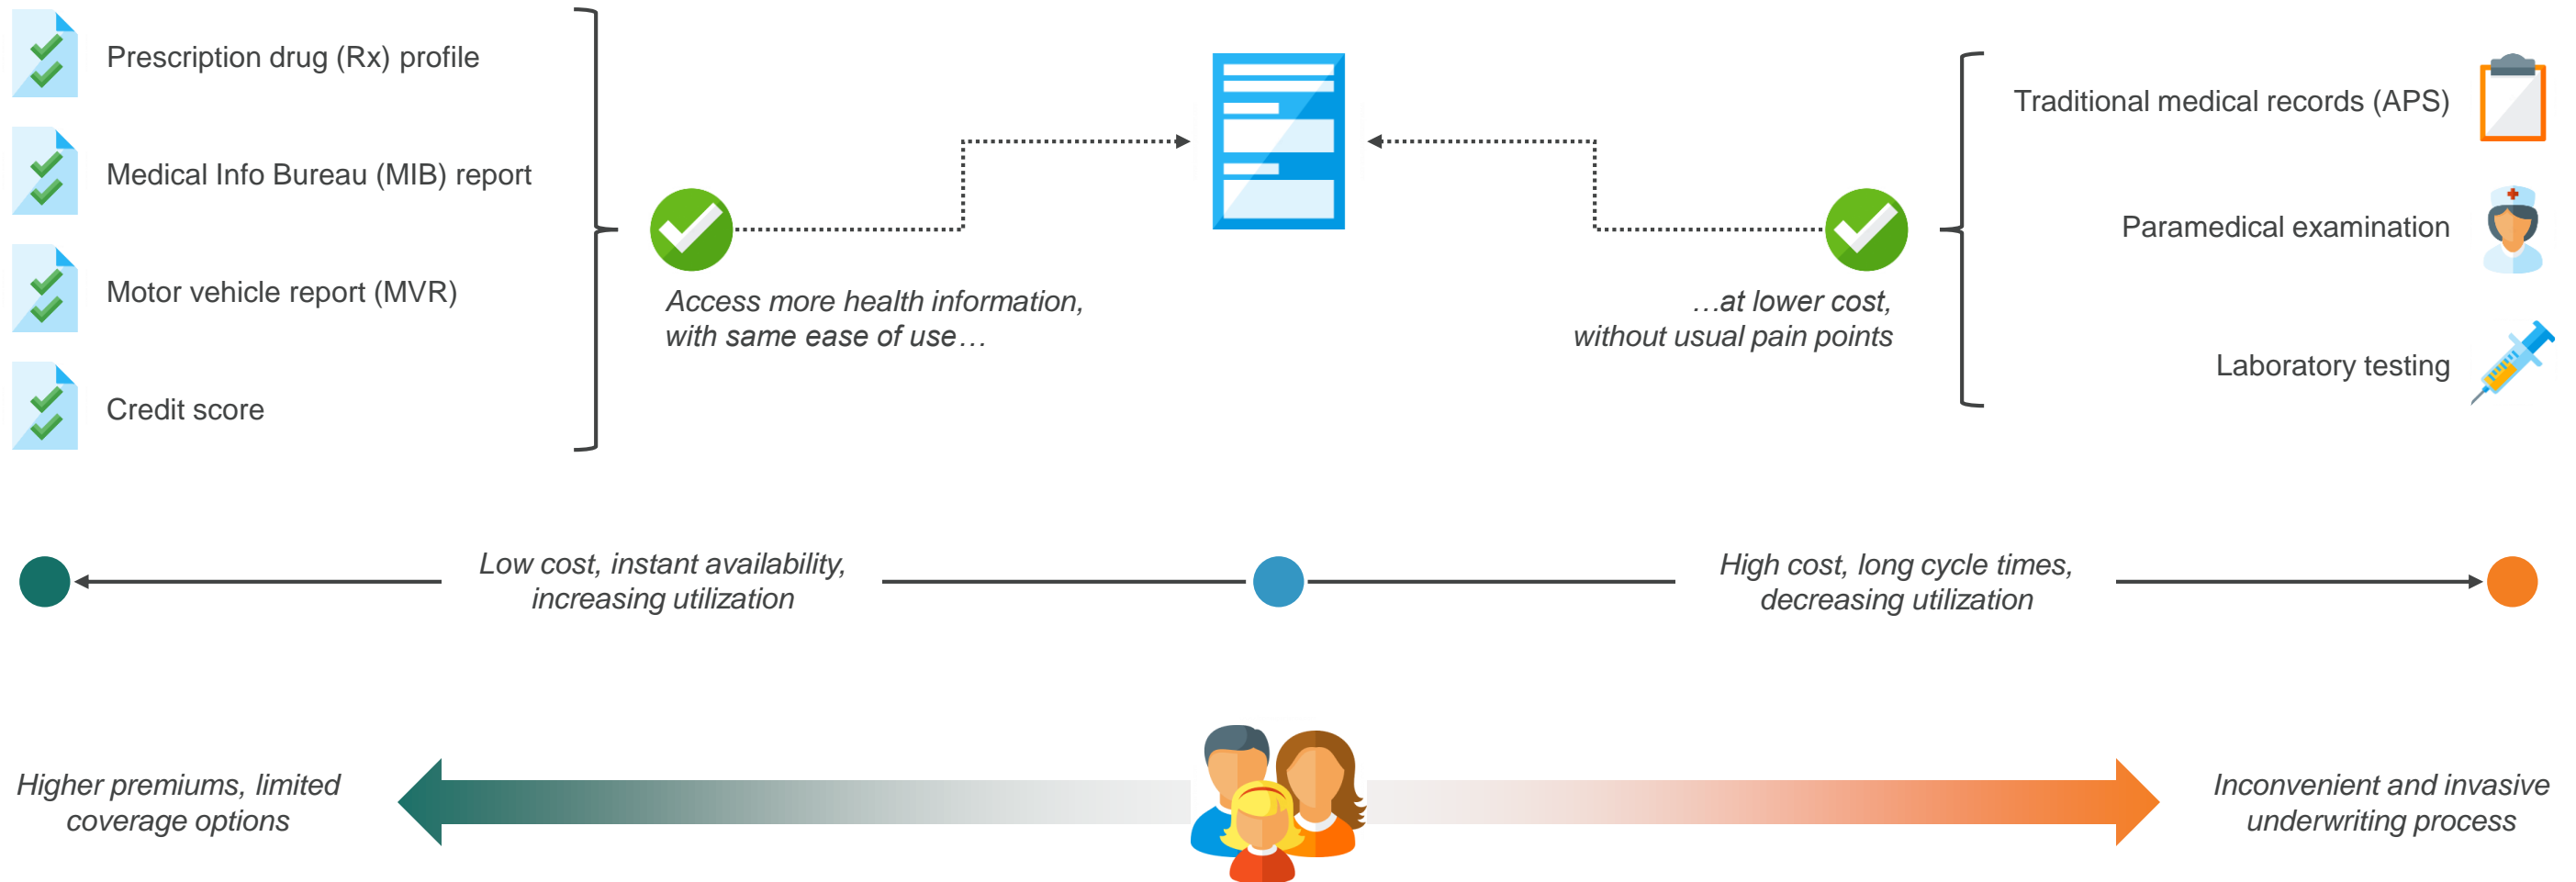 Prescription drug (Rx) profile
Medical Info Bureau (MIB) report
Motor vehicle report (MVR)
Credit score
Access more health information,
with same ease of use…
…at lower cost,
without usual pain points
Traditional medical records (APS)
Paramedical examination
Laboratory testing
Low cost, instant availability,
increasing utilization
High cost, long cycle times,
decreasing utilization
Higher premiums, limited
coverage options
Inconvenient and invasive
underwriting process